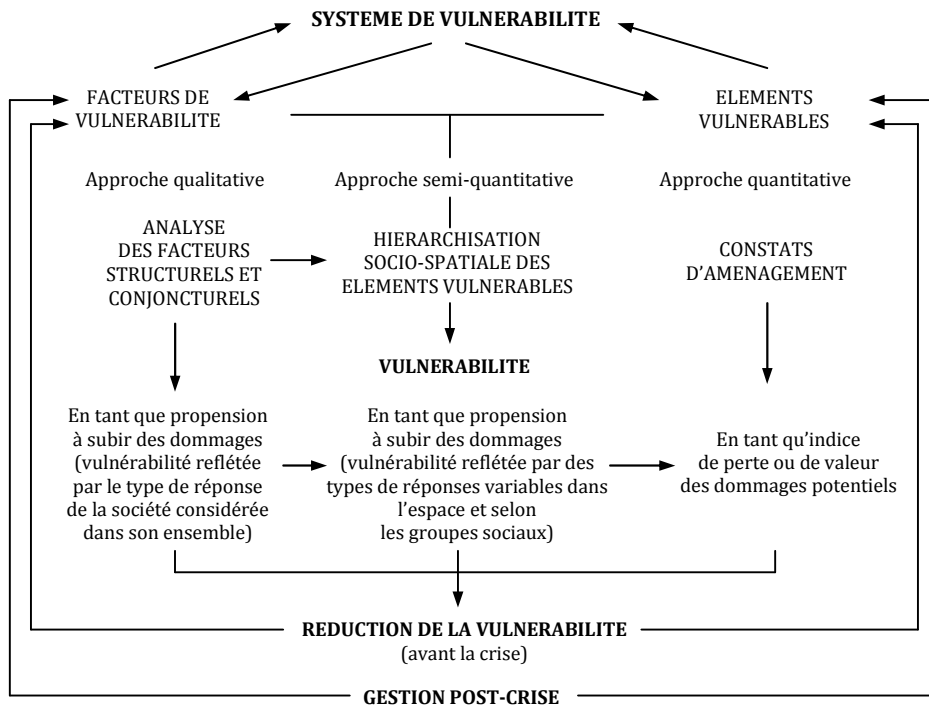 SYSTEME DE VULNERABILITE
FACTEURS DE
VULNERABILITE
ELEMENTS
VULNERABLES
Approche qualitative
Approche semi-quantitative
Approche quantitative
ANALYSE
DES FACTEURS
STRUCTURELS ET
CONJONCTURELS
HIERARCHISATION
SOCIO-SPATIALE DES
ELEMENTS VULNERABLES
CONSTATS
D'AMENAGEMENT
VULNERABILITE
En tant que propension
à subir des dommages
(vulnérabilité reflétée
par le type de réponse
de la société considérée
dans son ensemble)
En tant que propension
à subir des dommages
(vulnérabilité reflétée par des
types de réponses variables dans
l'espace et selon
les groupes sociaux)
En tant qu'indice
de perte ou de valeur
des dommages potentiels
REDUCTION DE LA VULNERABILITE
(avant la crise)
GESTION POST-CRISE